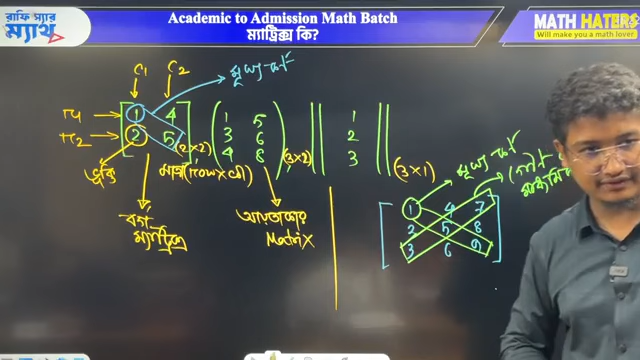 রাফি স্যার
ম্যাথ
Academic to Admission Math Batch
ম্যাট্রিক্স কি?
MATH HATERS
Will make you a math lover
C1 C2
মূখ্য কর্ণ
r1 1 4
r2 2 5 (2×2)
1 5
3 6
4 8 (3×2)
1
2
3 (3×1)
ভুক্তি
মাত্রা (row × col)
বর্গ
ম্যাট্রিক্স
আয়তাকার
Matrix
মূখ্য কর্ণ
1 4 7
2 5 8
3 6 9